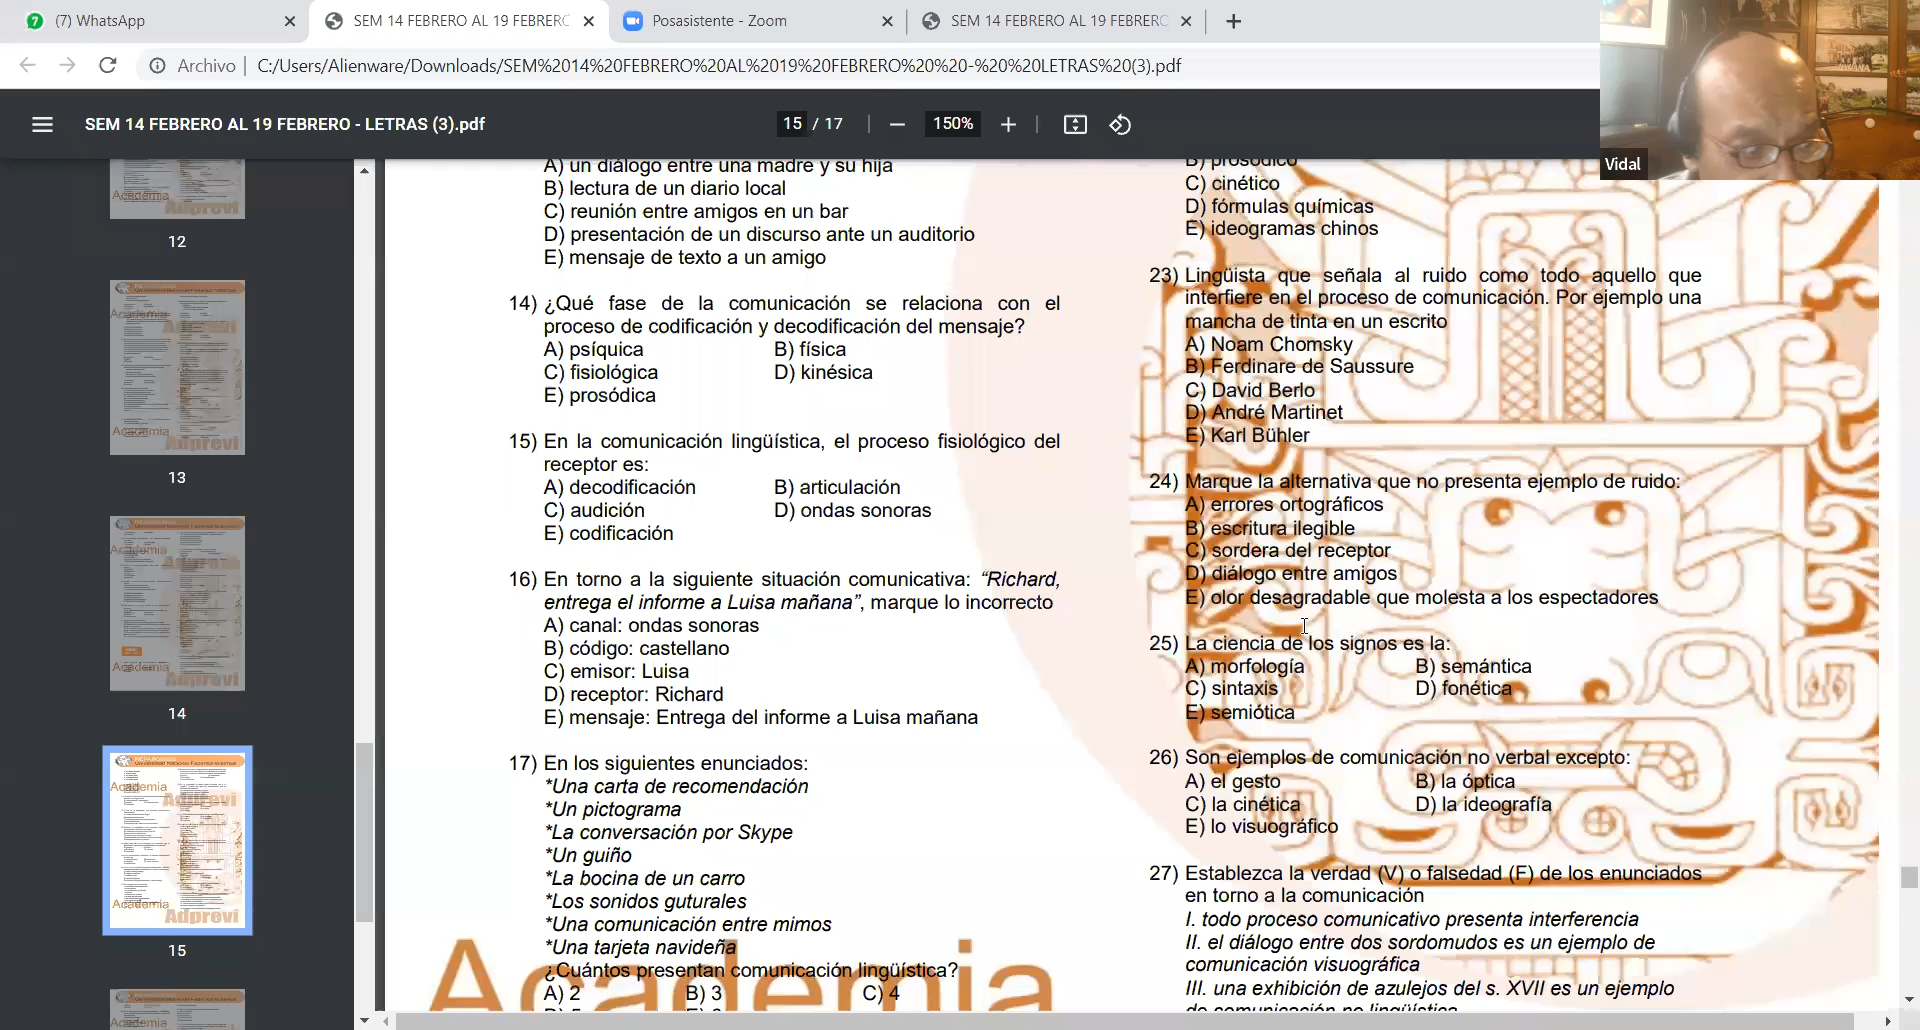 (7) WhatsApp
SEM 14 FEBRERO AL 19 FEBRERO
Posasistente - Zoom
SEM 14 FEBRERO AL 19 FEBRERO
Archivo
C:/Users/Alienware/Downloads/SEM%2014%20FEBRERO%20AL%2019%20FEBRERO%20%20-%20%20LETRAS%20(3).pdf
SEM 14 FEBRERO AL 19 FEBRERO - LETRAS (3).pdf
15 / 17
150%
Vidal
12
13
14
15
Academia
Adprevi
A) un diálogo entre una madre y su hija
B) lectura de un diario local
C) reunión entre amigos en un bar
D) presentación de un discurso ante un auditorio
E) mensaje de texto a un amigo
14) ¿Qué fase de la comunicación se relaciona con el
proceso de codificación y decodificación del mensaje?
A) psíquica B) física
C) fisiológica D) kinésica
E) prosódica
15) En la comunicación lingüística, el proceso fisiológico del
receptor es:
A) decodificación B) articulación
C) audición D) ondas sonoras
E) codificación
16) En torno a la siguiente situación comunicativa: “Richard,
entrega el informe a Luisa mañana”, marque lo incorrecto
A) canal: ondas sonoras
B) código: castellano
C) emisor: Luisa
D) receptor: Richard
E) mensaje: Entrega del informe a Luisa mañana
17) En los siguientes enunciados:
*Una carta de recomendación
*Un pictograma
*La conversación por Skype
*Un guiño
*La bocina de un carro
*Los sonidos guturales
*Una comunicación entre mimos
*Una tarjeta navideña
¿Cuántos presentan comunicación lingüística?
A) 2 B) 3 C) 4
Academia
B) prosódico
C) cinético
D) fórmulas químicas
E) ideogramas chinos
23) Lingüista que señala al ruido como todo aquello que
interfiere en el proceso de comunicación. Por ejemplo una
mancha de tinta en un escrito
A) Noam Chomsky
B) Ferdinare de Saussure
C) David Berlo
D) André Martinet
E) Karl Bühler
24) Marque la alternativa que no presenta ejemplo de ruido:
A) errores ortográficos
B) escritura ilegible
C) sordera del receptor
D) diálogo entre amigos
E) olor desagradable que molesta a los espectadores
25) La ciencia de los signos es la:
A) morfología B) semántica
C) sintaxis D) fonética
E) semiótica
26) Son ejemplos de comunicación no verbal excepto:
A) el gesto B) la óptica
C) la cinética D) la ideografía
E) lo visuográfico
27) Establezca la verdad (V) o falsedad (F) de los enunciados
en torno a la comunicación
I. todo proceso comunicativo presenta interferencia
II. el diálogo entre dos sordomudos es un ejemplo de
comunicación visuográfica
III. una exhibición de azulejos del s. XVII es un ejemplo
de comunicación no lingüística